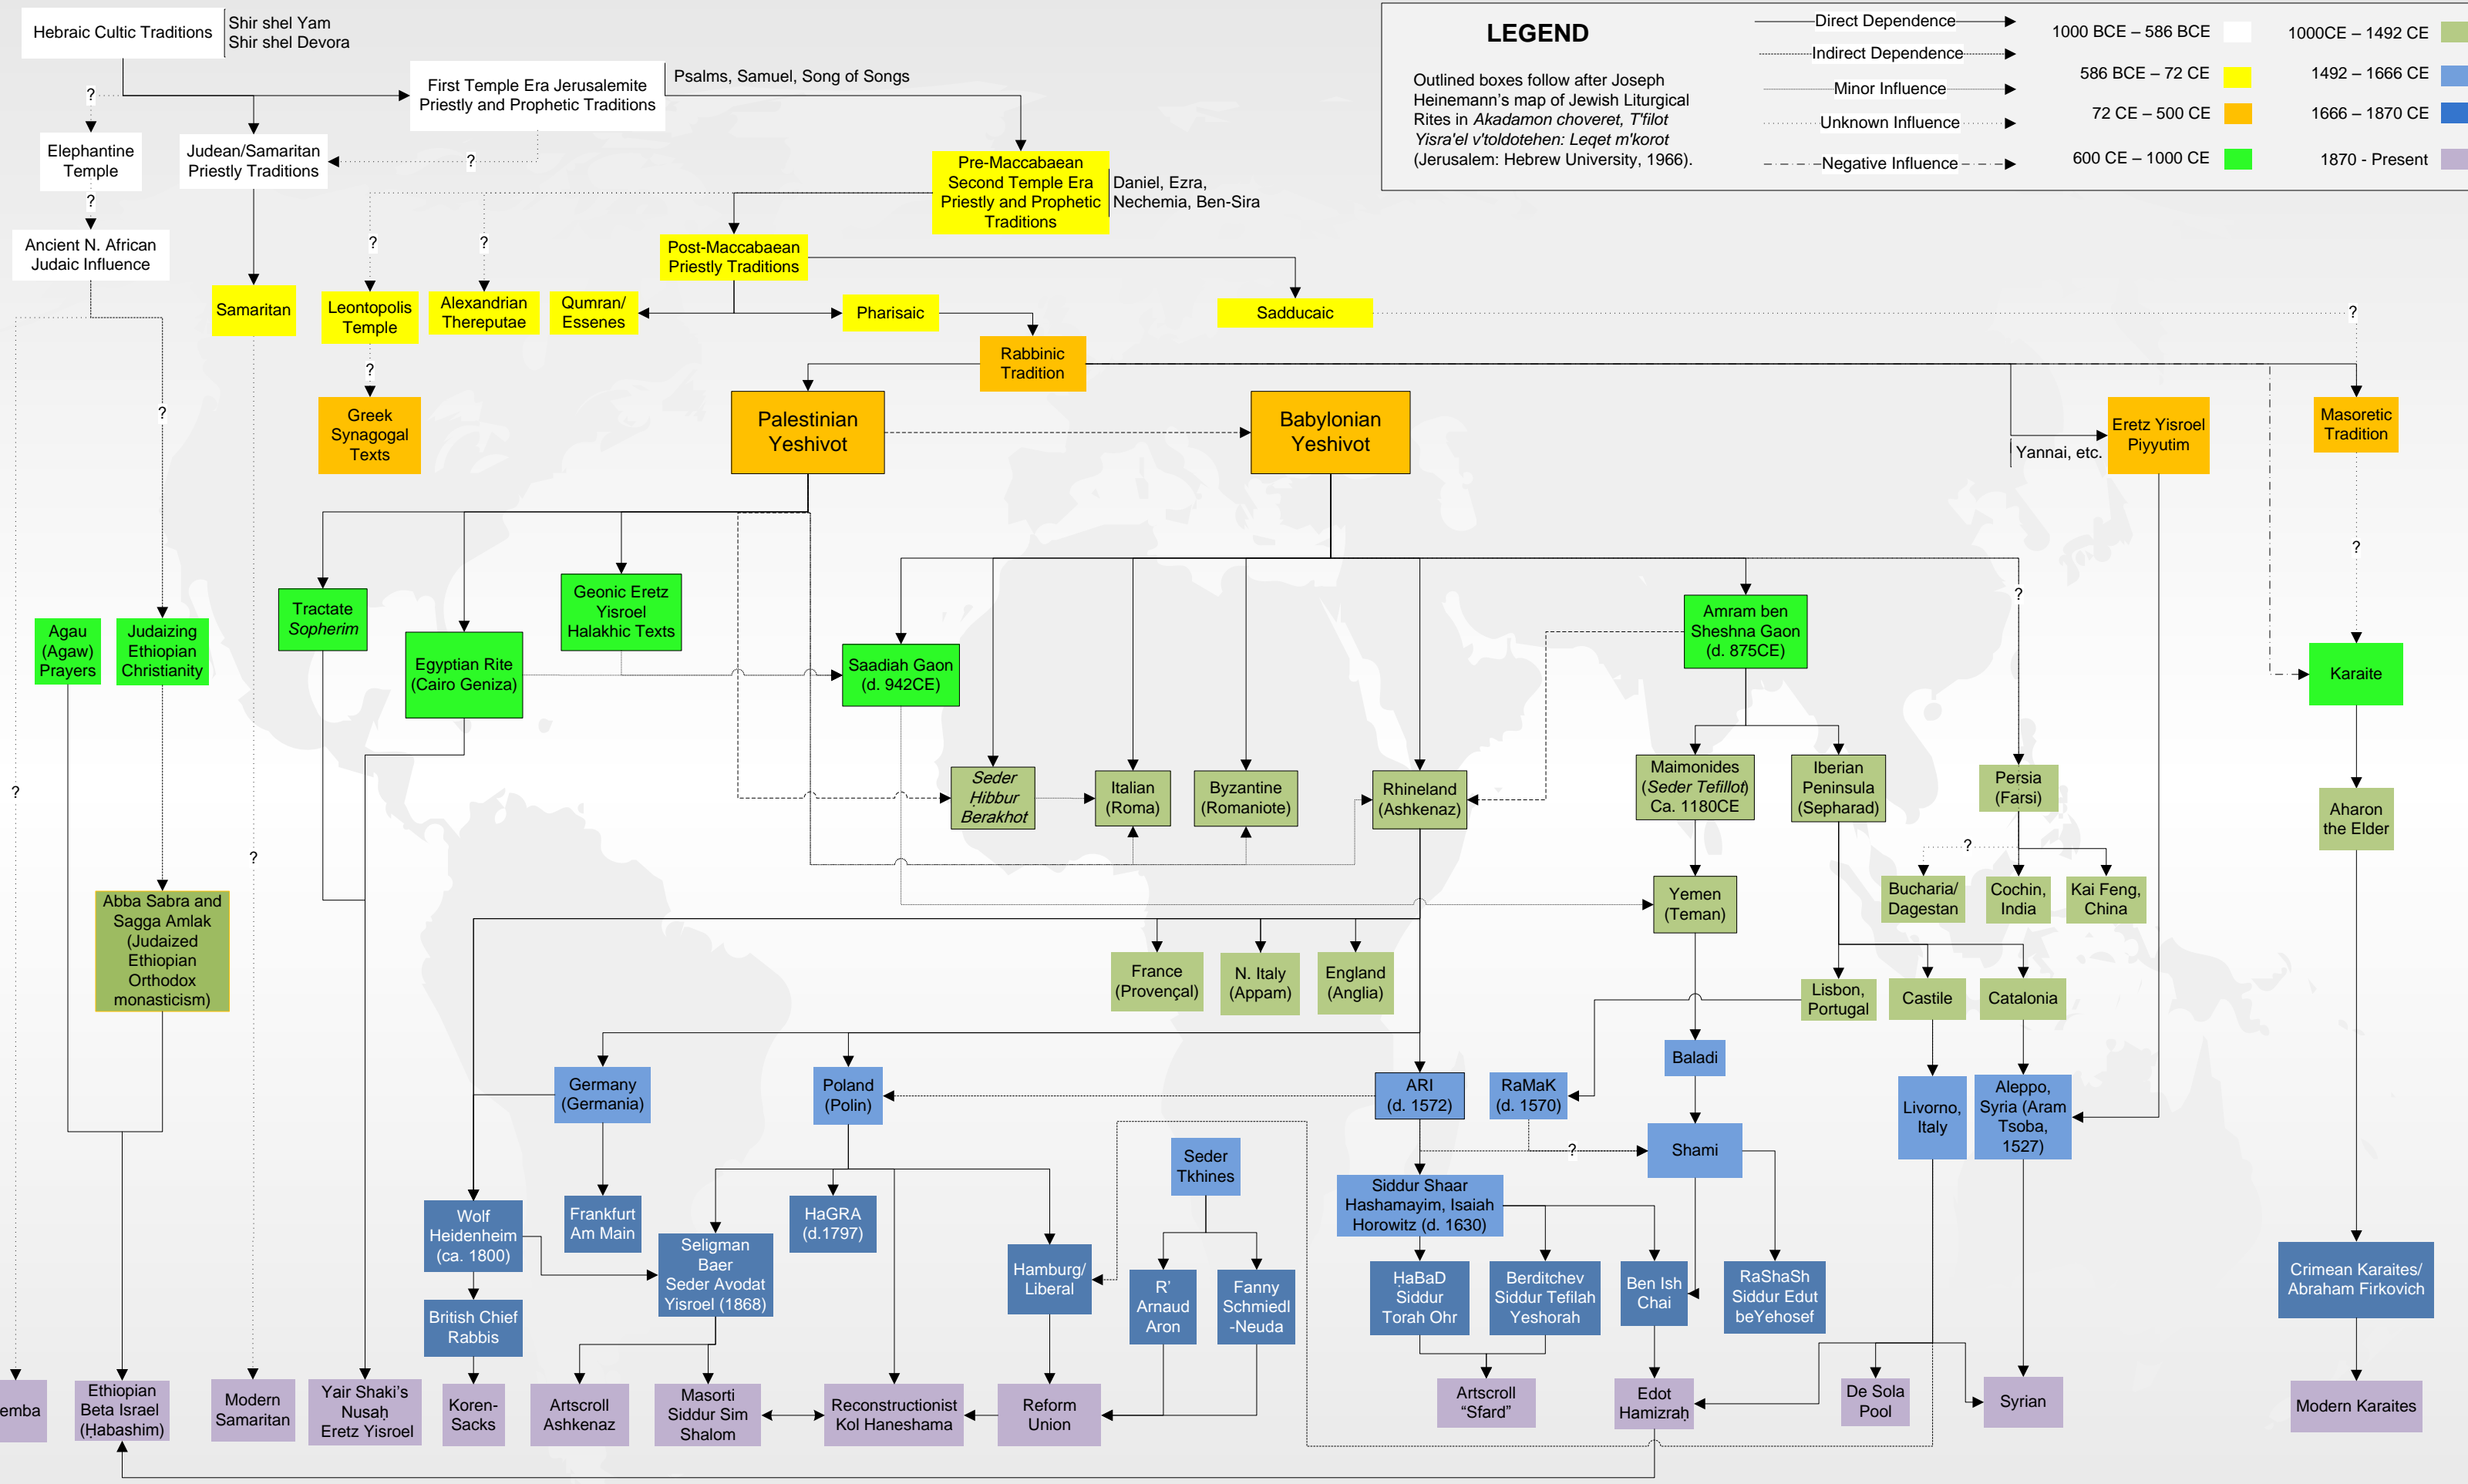 Hebraic Cultic Traditions
Shir shel Yam
Shir shel Devora
LEGEND
Outlined boxes follow after Joseph
Heinemann's map of Jewish Liturgical
Rites in Akadamon choveret, T'filot
Yisra'el v'toldotehen: Leqet m'korot
(Jerusalem: Hebrew University, 1966).
Direct Dependence
Indirect Dependence
Minor Influence
Unknown Influence
Negative Influence
1000 BCE – 586 BCE
586 BCE – 72 CE
72 CE – 500 CE
600 CE – 1000 CE
1000CE – 1492 CE
1492 – 1666 CE
1666 – 1870 CE
1870 - Present
First Temple Era Jerusalemite
Priestly and Prophetic Traditions
Psalms, Samuel, Song of Songs
?
Elephantine
Temple
Judean/Samaritan
Priestly Traditions
?
Pre-Maccabaean
Second Temple Era
Priestly and Prophetic
Traditions
Daniel, Ezra,
Nechemia, Ben-Sira
?
Ancient N. African
Judaic Influence
?
?
Post-Maccabaean
Priestly Traditions
Samaritan
Leontopolis
Temple
Alexandrian
Thereputae
Qumran/
Essenes
Pharisaic
Sadducaic
?
Rabbinic
Tradition
?
?
Greek
Synagogal
Texts
Palestinian
Yeshivot
Babylonian
Yeshivot
Yannai, etc.
Eretz Yisroel
Piyyutim
Masoretic
Tradition
?
?
Tractate
Sopherim
Geonic Eretz
Yisroel
Halakhic Texts
Amram ben
Sheshna Gaon
(d. 875CE)
Agau
(Agaw)
Prayers
Judaizing
Ethiopian
Christianity
Egyptian Rite
(Cairo Geniza)
Saadiah Gaon
(d. 942CE)
Karaite
Seder
Ḥibbur
Berakhot
Italian
(Roma)
Byzantine
(Romaniote)
Rhineland
(Ashkenaz)
Maimonides
(Seder Tefillot)
Ca. 1180CE
Iberian
Peninsula
(Sepharad)
Persia
(Farsi)
Aharon
the Elder
?
?
?
Abba Sabra and
Sagga Amlak
(Judaized
Ethiopian
Orthodox
monasticism)
Yemen
(Teman)
Bucharia/
Dagestan
Cochin,
India
Kai Feng,
China
France
(Provençal)
N. Italy
(Appam)
England
(Anglia)
Lisbon,
Portugal
Castile
Catalonia
Baladi
Germany
(Germania)
Poland
(Polin)
ARI
(d. 1572)
RaMaK
(d. 1570)
Livorno,
Italy
Aleppo,
Syria (Aram
Tsoba,
1527)
Seder
Tkhines
?
Shami
Siddur Shaar
Hashamayim, Isaiah
Horowitz (d. 1630)
Wolf
Heidenheim
(ca. 1800)
Frankfurt
Am Main
HaGRA
(d.1797)
Seligman
Baer
Seder Avodat
Yisroel (1868)
Hamburg/
Liberal
R'
Arnaud
Aron
Fanny
Schmiedl
-Neuda
ḤaBaD
Siddur
Torah Ohr
Berditchev
Siddur Tefilah
Yeshorah
Ben Ish
Chai
RaShaSh
Siddur Edut
beYehosef
Crimean Karaites/
Abraham Firkovich
British Chief
Rabbis
emba
Ethiopian
Beta Israel
(Ḥabashim)
Modern
Samaritan
Yair Shaki's
Nusaḥ
Eretz Yisroel
Koren-
Sacks
Artscroll
Ashkenaz
Masorti
Siddur Sim
Shalom
Reconstructionist
Kol Haneshama
Reform
Union
Artscroll
"Sfard"
Edot
Hamizraḥ
De Sola
Pool
Syrian
Modern Karaites